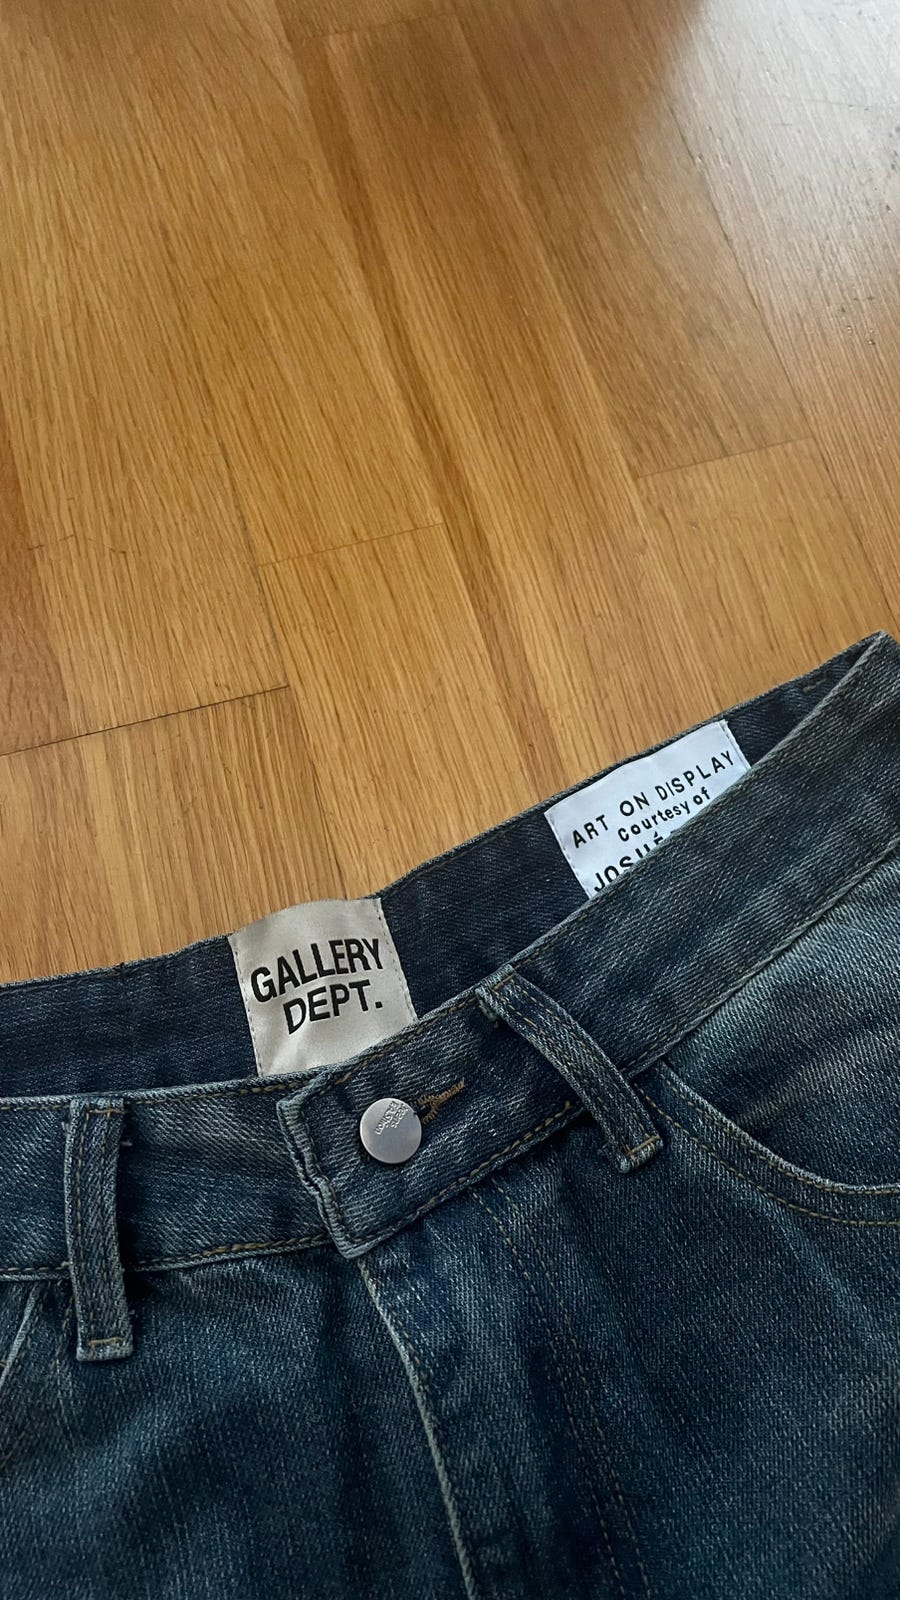 GALLERY
DEPT.
ART ON DISPLAY
Courtesy of